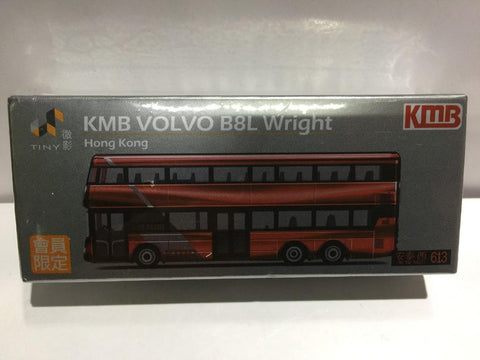 KMB VOLVO B8L Wright
Hong Kong
TINY 微影
KMB
會員
限定
613